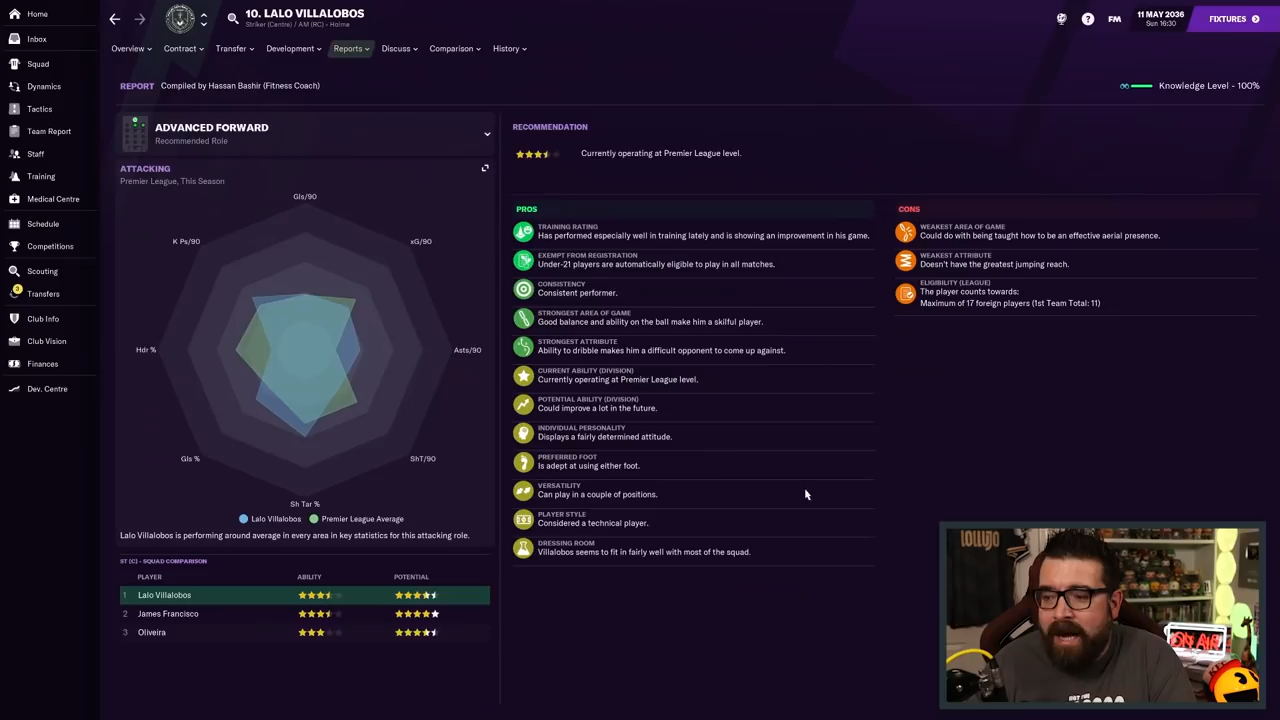 Home
Inbox
Squad
Dynamics
Tactics
Team Report
Staff
Training
Medical Centre
Schedule
Competitions
Scouting
3
Transfers
Club Info
Club Vision
Finances
Dev. Centre
10. LALO VILLALOBOS
Striker (Centre) / AM (RC) - Holme
FM
11 MAY 2036
Sun 16:30
FIXTURES
Overview
Contract
Transfer
Development
Reports
Discuss
Comparison
History
REPORT Compiled by Hassan Bashir (Fitness Coach)
Knowledge Level - 100%
ADVANCED FORWARD
Recommended Role
ATTACKING
Premier League, This Season
Gls/90
K Ps/90
xG/90
Hdr %
Asts/90
Gls %
ShT/90
Sh Tar %
Lalo Villalobos
Premier League Average
Lalo Villalobos is performing around average in every area in key statistics for this attacking role.
ST (C) - SQUAD COMPARISON
PLAYER ABILITY POTENTIAL
1 Lalo Villalobos
2 James Francisco
3 Oliveira
RECOMMENDATION
Currently operating at Premier League level.
PROS
TRAINING RATING
Has performed especially well in training lately and is showing an improvement in his game.
EXEMPT FROM REGISTRATION
Under-21 players are automatically eligible to play in all matches.
CONSISTENCY
Consistent performer.
STRONGEST AREA OF GAME
Good balance and ability on the ball make him a skilful player.
STRONGEST ATTRIBUTE
Ability to dribble makes him a difficult opponent to come up against.
CURRENT ABILITY (DIVISION)
Currently operating at Premier League level.
POTENTIAL ABILITY (DIVISION)
Could improve a lot in the future.
INDIVIDUAL PERSONALITY
Displays a fairly determined attitude.
PREFERRED FOOT
Is adept at using either foot.
VERSATILITY
Can play in a couple of positions.
PLAYER STYLE
Considered a technical player.
DRESSING ROOM
Villalobos seems to fit in fairly well with most of the squad.
CONS
WEAKEST AREA OF GAME
Could do with being taught how to be an effective aerial presence.
WEAKEST ATTRIBUTE
Doesn't have the greatest jumping reach.
ELIGIBILITY (LEAGUE)
The player counts towards:
Maximum of 17 foreign players (1st Team Total: 11)
LOLLUJO
ON AIR